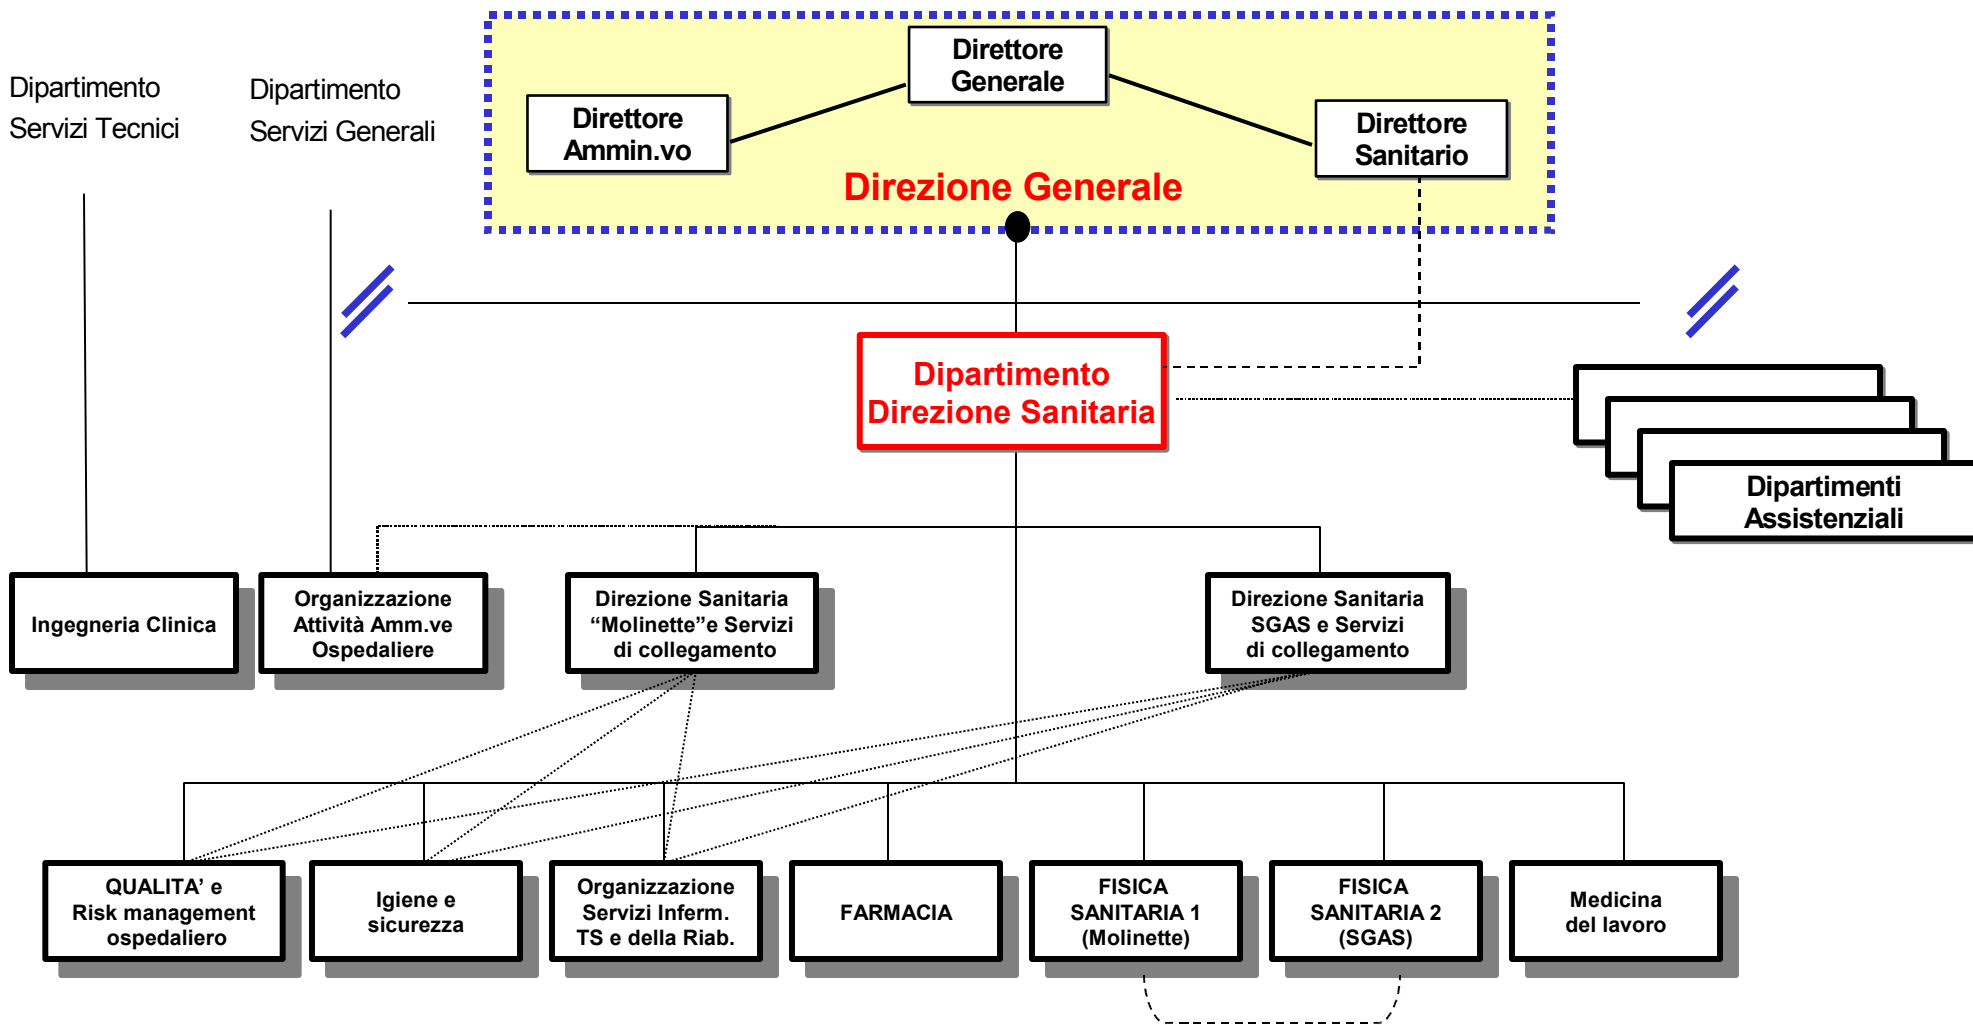 Dipartimento
Servizi Tecnici
Dipartimento
Servizi Generali
Direttore
Generale
Direttore
Ammin.vo
Direttore
Sanitario
Direzione Generale
Dipartimento
Direzione Sanitaria
Dipartimenti
Assistenziali
Ingegneria Clinica
Organizzazione
Attività Amm.ve
Ospedaliere
Direzione Sanitaria
“Molinette”e Servizi
di collegamento
Direzione Sanitaria
SGAS e Servizi
di collegamento
QUALITA’ e
Risk management
ospedaliero
Igiene e
sicurezza
Organizzazione
Servizi Inferm.
TS e della Riab.
FARMACIA
FISICA
SANITARIA 1
(Molinette)
FISICA
SANITARIA 2
(SGAS)
Medicina
del lavoro